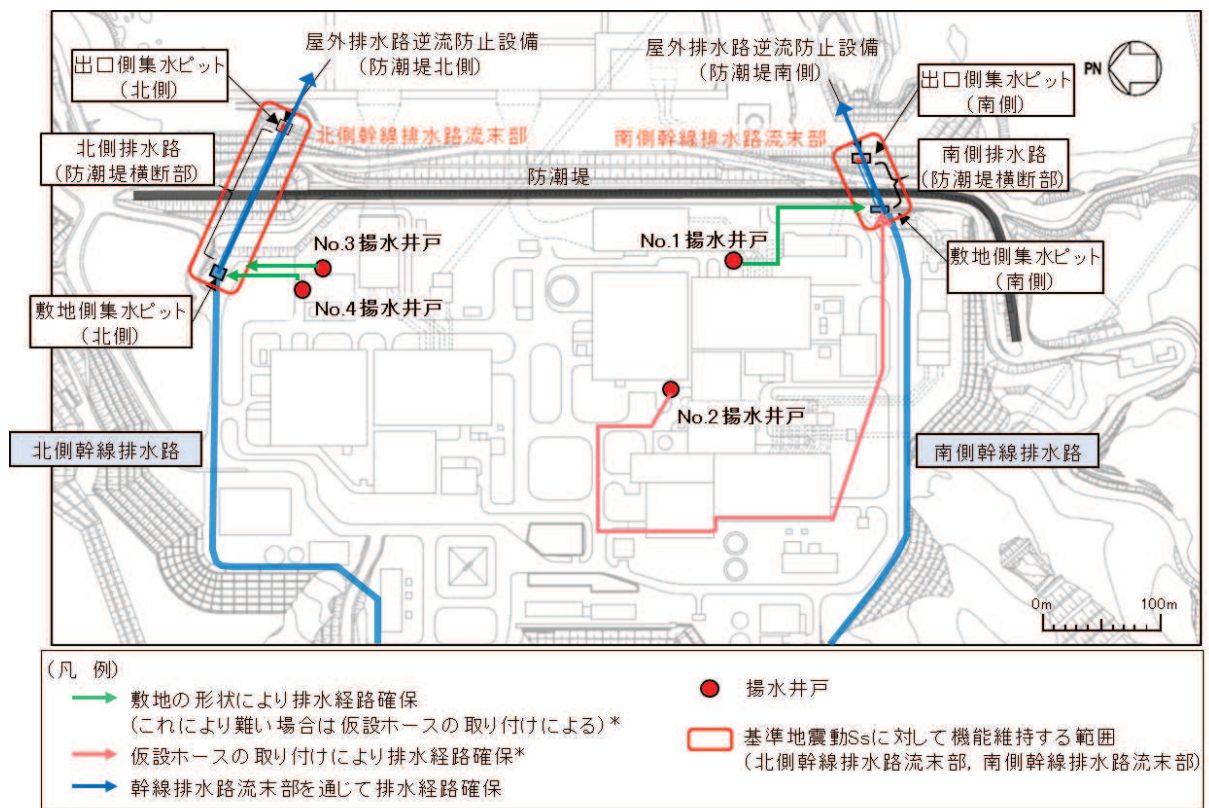 屋外排水路逆流防止設備
(防潮堤北側)
屋外排水路逆流防止設備
(防潮堤南側)
出口側集水ピット
(北側)
出口側集水ピット
(南側)
PN
北側幹線排水路流末部
南側幹線排水路流末部
北側排水路
(防潮堤横断部)
南側排水路
(防潮堤横断部)
防潮堤
No.3揚水井戸
No.1揚水井戸
敷地側集水ピット
(南側)
No.4揚水井戸
敷地側集水ピット
(北側)
No.2揚水井戸
北側幹線排水路
南側幹線排水路
0m
100m
(凡 例)
敷地の形状により排水経路確保
(これにより難い場合は仮設ホースの取り付けによる)*
仮設ホースの取り付けにより排水経路確保*
幹線排水路流末部を通じて排水経路確保
揚水井戸
基準地震動Ssに対して機能維持する範囲
(北側幹線排水路流末部, 南側幹線排水路流末部)